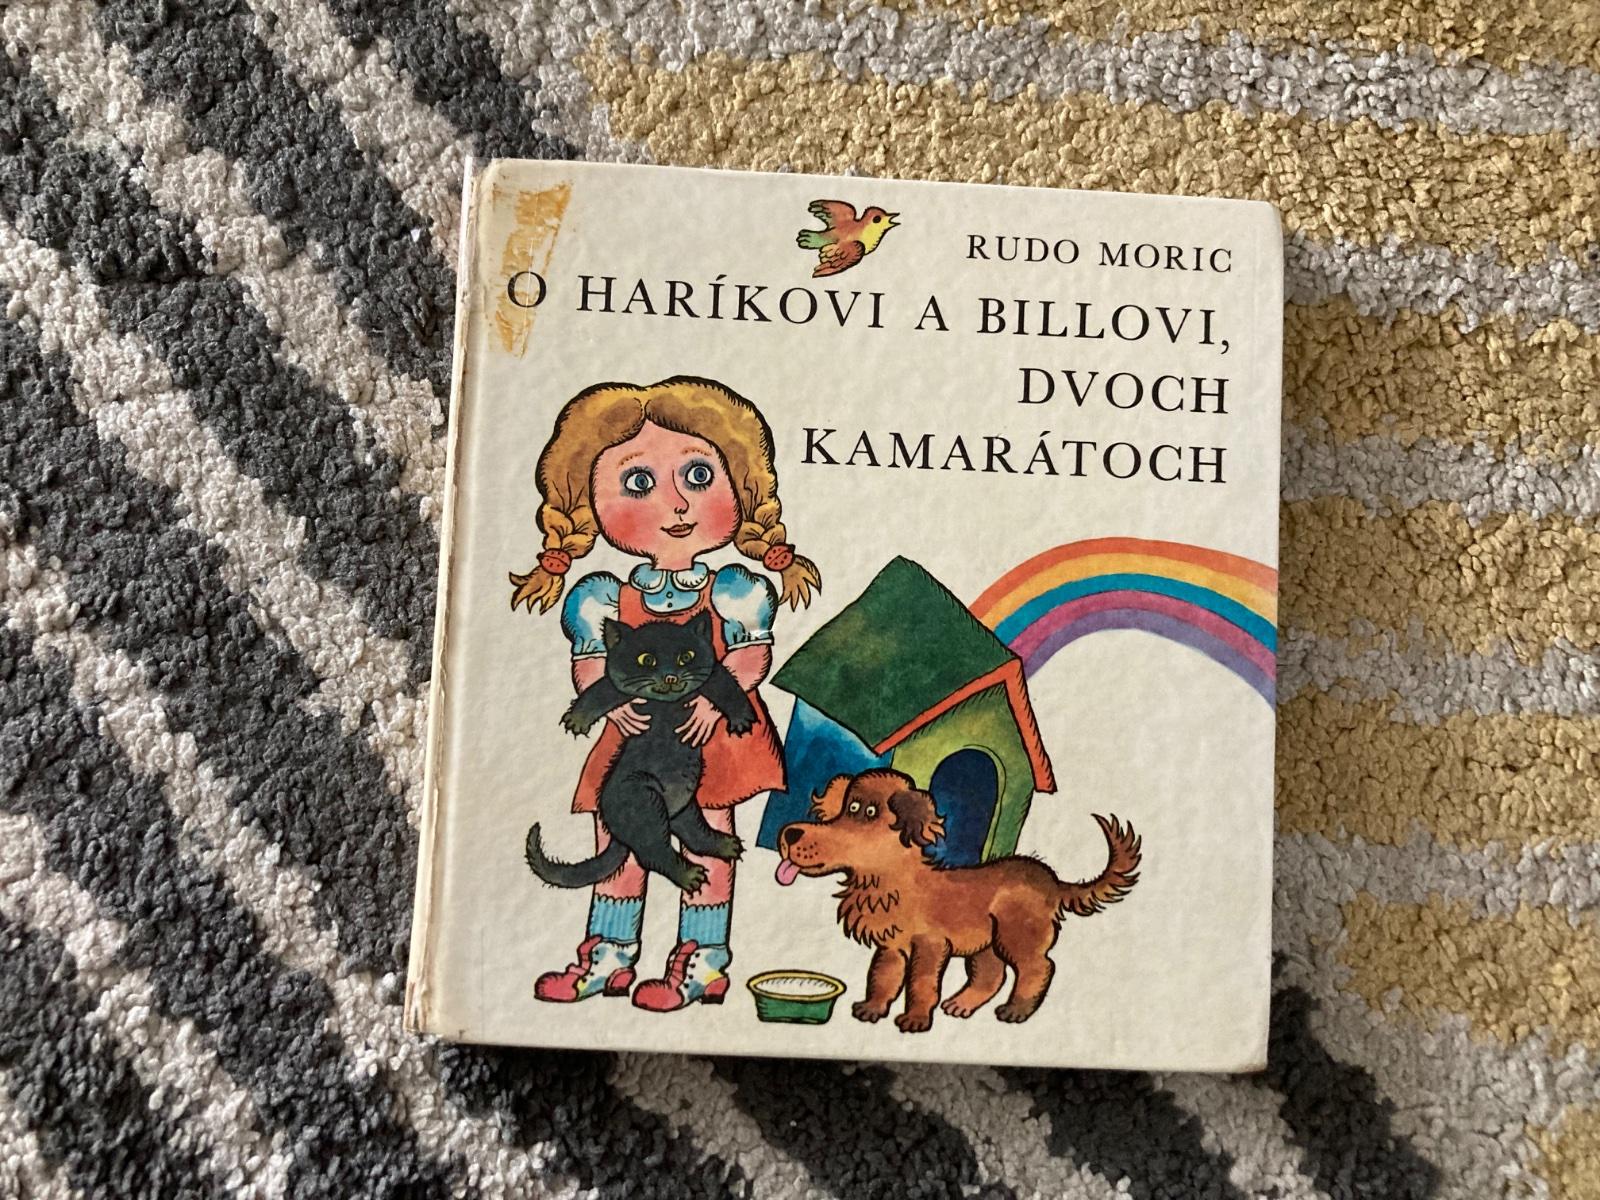 RUDO MORIC
O HARÍKOVI A BILLOVI,
DVOCH
KAMARÁTOCH